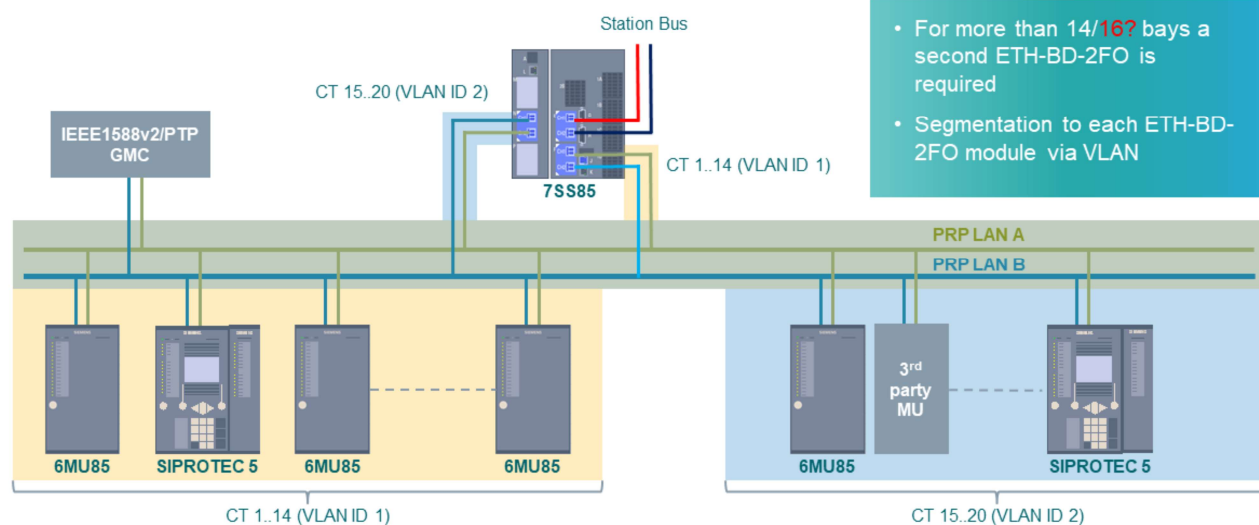 Station Bus
• For more than 14/16? bays a
second ETH-BD-2FO is
required
• Segmentation to each ETH-BD-
2FO module via VLAN
CT 15..20 (VLAN ID 2)
IEEE1588v2/PTP
GMC
CT 1..14 (VLAN ID 1)
7SS85
PRP LAN A
PRP LAN B
3rd
party
MU
6MU85
SIPROTEC 5
6MU85
6MU85
6MU85
SIPROTEC 5
CT 1..14 (VLAN ID 1)
CT 15..20 (VLAN ID 2)